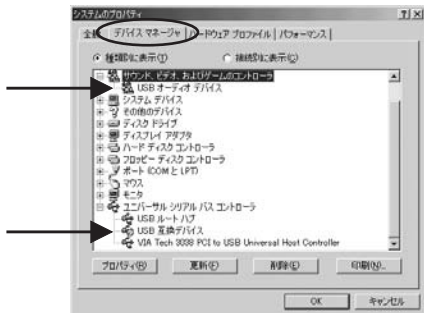 システムのプロパティ
全般 デバイス マネージャ ハードウェア プロファイル パフォーマンス
種類別に表示(T) 接続別に表示(C)
サウンド、ビデオ、およびゲームのコントローラ
USB オーディオ デバイス
システム デバイス
その他のデバイス
ディスク ドライブ
ディスプレイ アダプタ
ハード ディスク コントローラ
フロッピー ディスク コントローラ
ポート (COM と LPT)
マウス
モニタ
ユニバーサル シリアル バス コントローラ
USB ルート ハブ
USB 互換デバイス
VIA Tech 3038 PCI to USB Universal Host Controller
プロパティ(R) 更新(F) 削除(E) 印刷(N)...
OK キャンセル